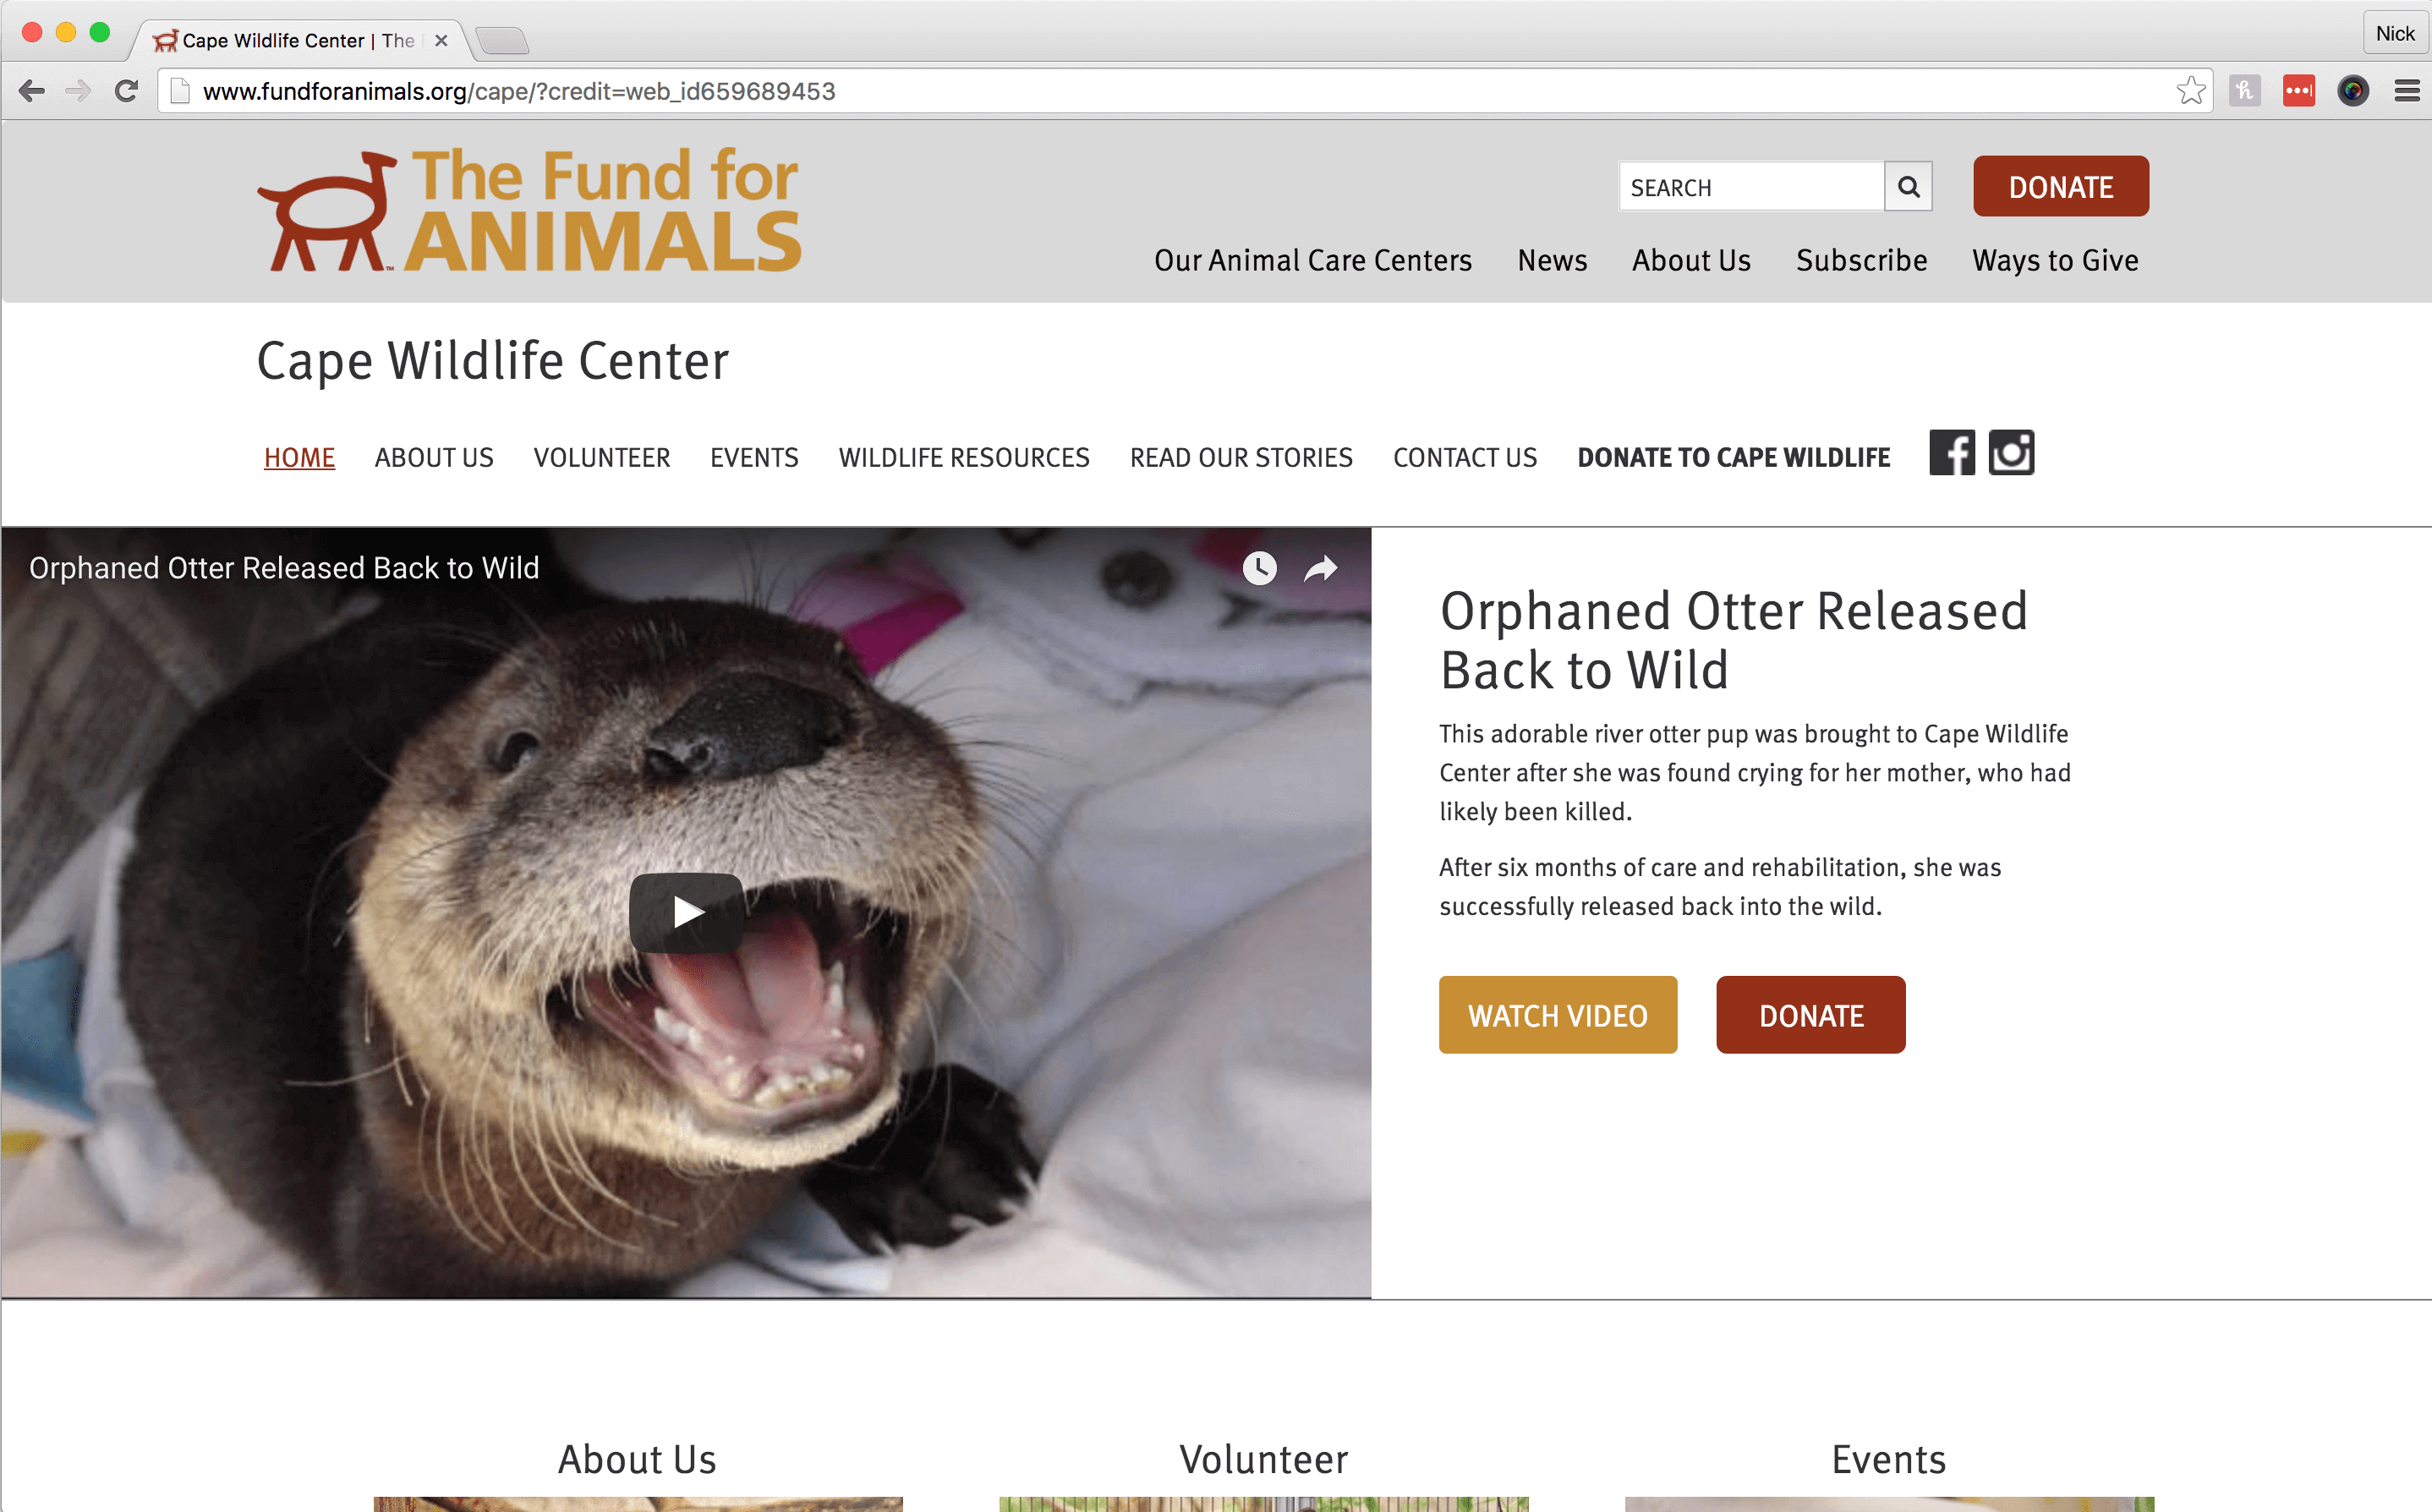 Cape Wildlife Center | The
Nick
www.fundforanimals.org/cape/?credit=web_id659689453
The Fund for
ANIMALS
™
SEARCH
DONATE
Our Animal Care Centers News About Us Subscribe Ways to Give
Cape Wildlife Center
HOME ABOUT US VOLUNTEER EVENTS WILDLIFE RESOURCES READ OUR STORIES CONTACT US DONATE TO CAPE WILDLIFE
Orphaned Otter Released Back to Wild
Orphaned Otter Released
Back to Wild
This adorable river otter pup was brought to Cape Wildlife
Center after she was found crying for her mother, who had
likely been killed.
After six months of care and rehabilitation, she was
successfully released back into the wild.
WATCH VIDEO DONATE
About Us Volunteer Events